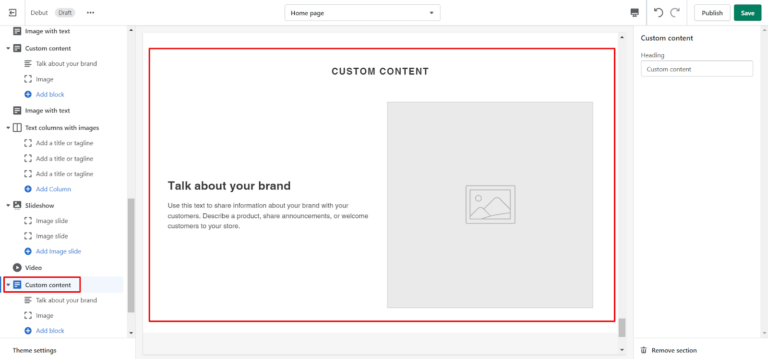 Debut Draft ••• Home page Publish Save
Image with text
Custom content
Talk about your brand
Image
Add block
Image with text
Text columns with images
Add a title or tagline
Add a title or tagline
Add a title or tagline
Add Column
Slideshow
Image slide
Image slide
Add Image slide
Video
Custom content
Talk about your brand
Image
Add block
Theme settings
CUSTOM CONTENT
Talk about your brand
Use this text to share information about your brand with your
customers. Describe a product, share announcements, or welcome
customers to your store.
Custom content
Heading
Custom content
Remove section